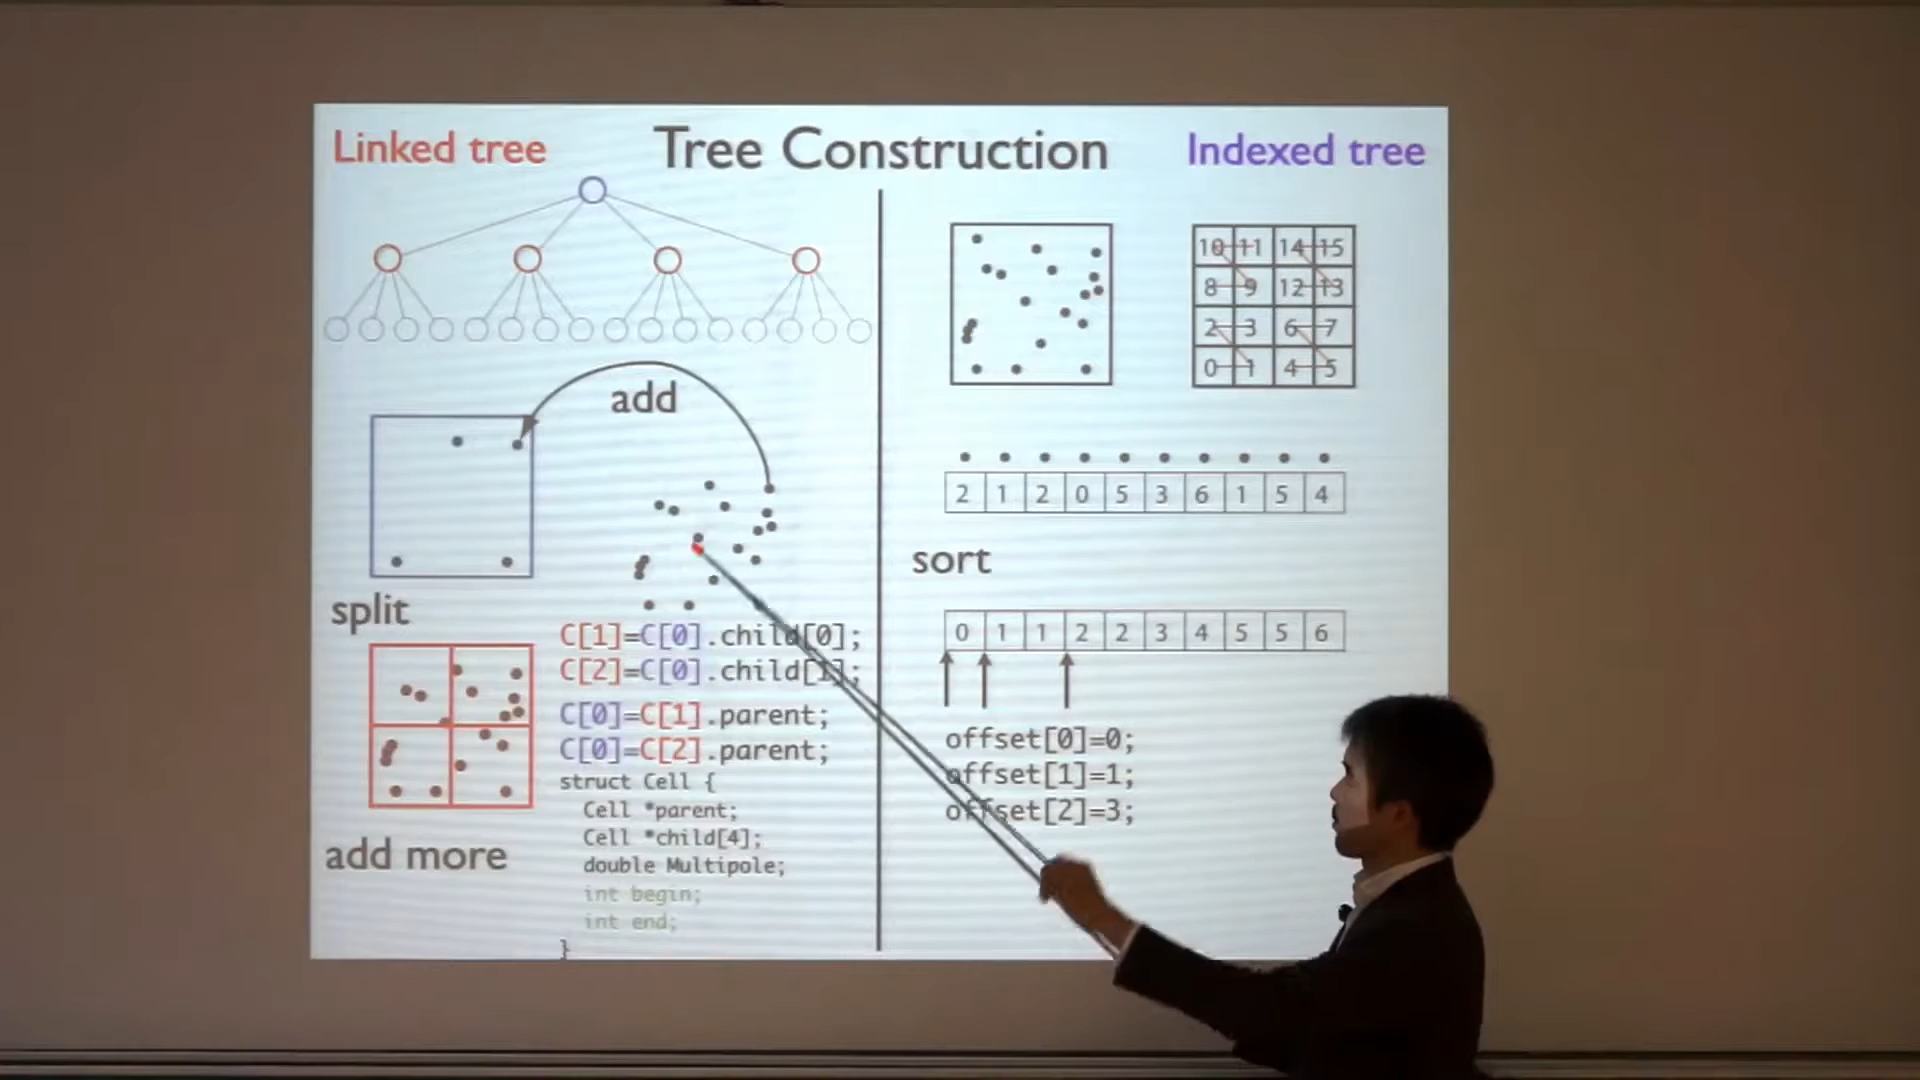 Linked tree
Tree Construction
Indexed tree
add
split
C[1]=C[0].child[0];
C[2]=C[0].child[1];
C[0]=C[1].parent;
C[0]=C[2].parent;
struct Cell {
Cell *parent;
Cell *child[4];
double Multipole;
int begin;
int end;
}
add more
10 11 14 15
8 9 12 13
2 3 6 7
0 1 4 5
2 1 2 0 5 3 6 1 5 4
sort
0 1 1 2 2 3 4 5 5 6
offset[0]=0;
offset[1]=1;
offset[2]=3;